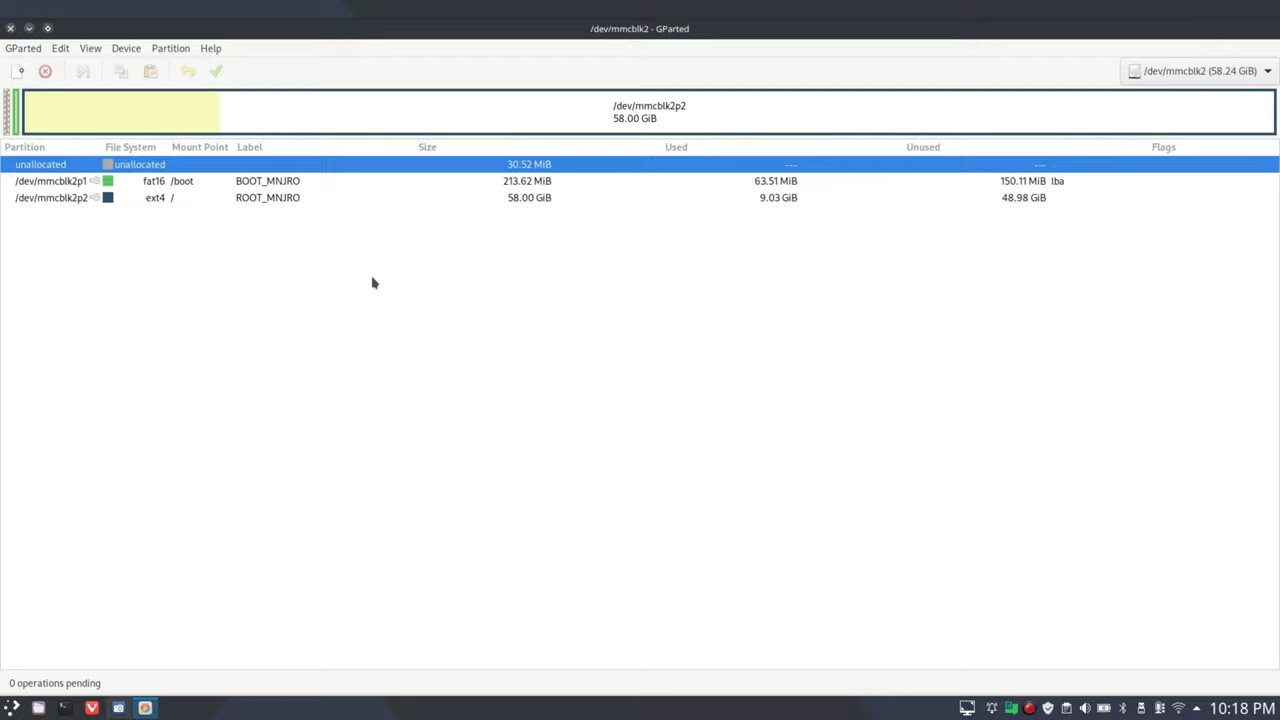 /dev/mmcblk2 - GParted
GParted Edit View Device Partition Help
/dev/mmcblk2 (58.24 GiB)
/dev/mmcblk2p2
58.00 GiB
Partition File System Mount Point Label Size Used Unused Flags
unallocated unallocated 30.52 MiB --- ---
/dev/mmcblk2p1 fat16 /boot BOOT_MNJRO 213.62 MiB 63.51 MiB 150.11 MiB lba
/dev/mmcblk2p2 ext4 / ROOT_MNJRO 58.00 GiB 9.03 GiB 48.98 GiB
0 operations pending
10:18 PM